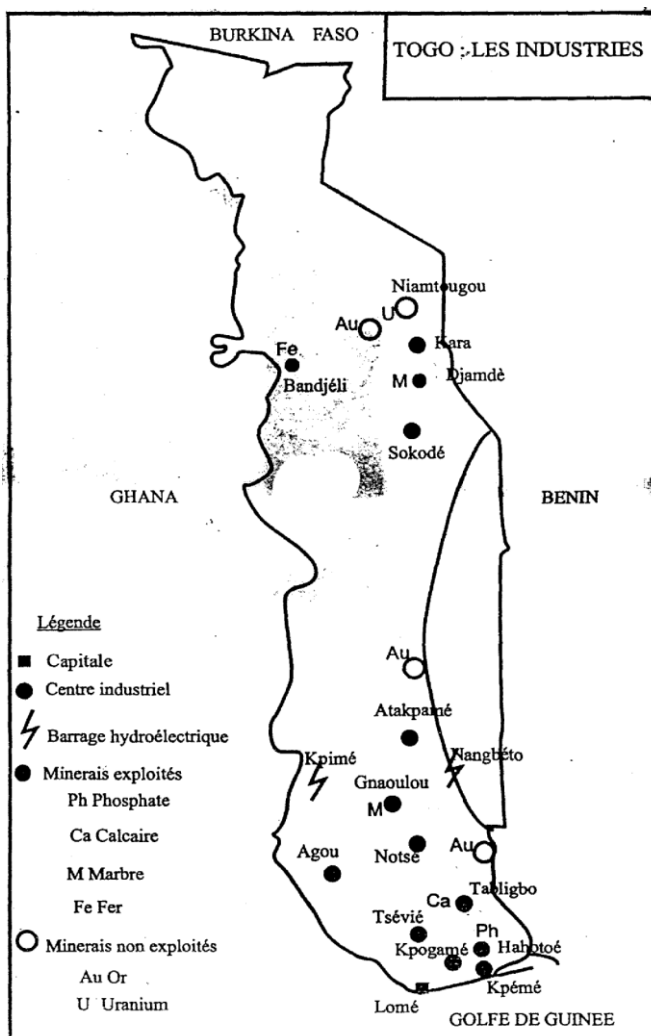 BURKINA FASO
TOGO : LES INDUSTRIES
Niamtougou
U
Au
Kara
Fe
Bandjéli
M
Djamdè
Sokodé
GHANA
BENIN
Légende
Capitale
Centre industriel
Barrage hydroélectrique
Minerais exploités
Ph Phosphate
Ca Calcaire
M Marbre
Fe Fer
Minerais non exploités
Au Or
U Uranium
Au
Atakpamé
Kpimé
Nangbéto
Gnaoulou
M
Notsé
Au
Agou
Tabligbo
Ca
Tsévié
Ph
Kpogamé
Hahotoé
Kpémé
Lomé
GOLFE DE GUINEE